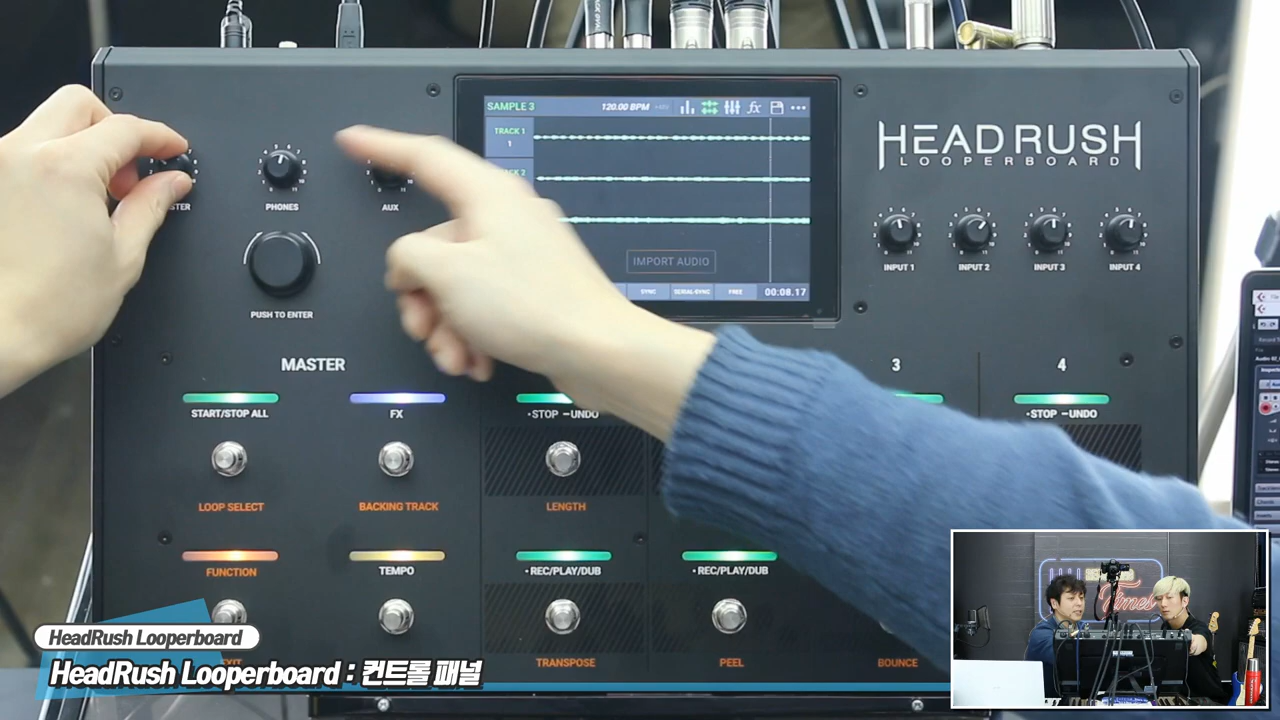 SAMPLE 3
120.00 BPM
fx
TRACK 1
1
IMPORT AUDIO
SYNC
SERIAL-SYNC
FREE
00:08.17
HEADRUSH
LOOPERBOARD
PHONES
AUX
PUSH TO ENTER
INPUT 1
INPUT 2
INPUT 3
INPUT 4
MASTER
3
4
START/STOP ALL
FX
•STOP –UNDO
•STOP –UNDO
LOOP SELECT
BACKING TRACK
LENGTH
FUNCTION
TEMPO
•REC/PLAY/DUB
•REC/PLAY/DUB
TRANSPOSE
PEEL
BOUNCE
HeadRush Looperboard
HeadRush Looperboard : 컨트롤 패널
Times